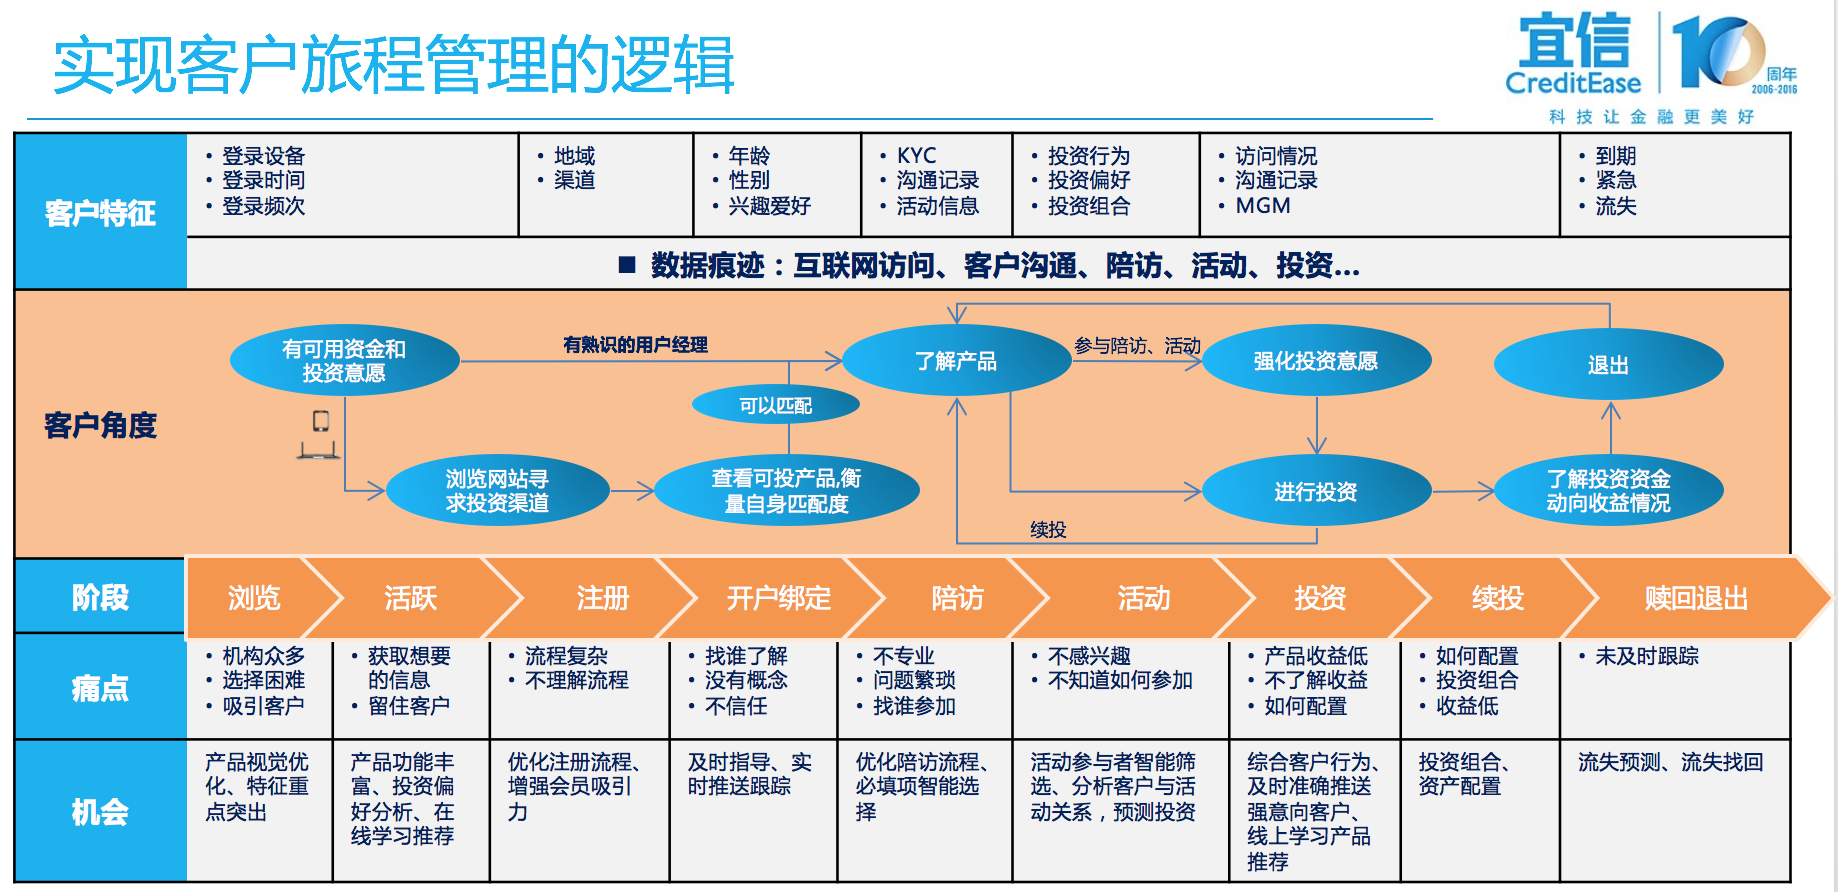 实现客户旅程管理的逻辑
宜信
CreditEase
10
周年
2006-2016
科技让金融更美好
客户特征
• 登录设备
• 登录时间
• 登录频次
• 地域
• 渠道
• 年龄
• 性别
• 兴趣爱好
• KYC
• 沟通记录
• 活动信息
• 投资行为
• 投资偏好
• 投资组合
• 访问情况
• 沟通记录
• MGM
• 到期
• 紧急
• 流失
■ 数据痕迹：互联网访问、客户沟通、陪访、活动、投资...
客户角度
有可用资金和
投资意愿
有熟识的用户经理
了解产品
参与陪访、活动
强化投资意愿
退出
可以匹配
浏览网站寻
求投资渠道
查看可投产品,衡
量自身匹配度
进行投资
了解投资资金
动向收益情况
续投
阶段
浏览
活跃
注册
开户绑定
陪访
活动
投资
续投
赎回退出
痛点
• 机构众多
• 选择困难
• 吸引客户
• 获取想要
的信息
• 留住客户
• 流程复杂
• 不理解流程
• 找谁了解
• 没有概念
• 不信任
• 不专业
• 问题繁琐
• 找谁参加
• 不感兴趣
• 不知道如何参加
• 产品收益低
• 不了解收益
• 如何配置
• 如何配置
• 投资组合
• 收益低
• 未及时跟踪
机会
产品视觉优
化、特征重
点突出
产品功能丰
富、投资偏
好分析、在
线学习推荐
优化注册流程、
增强会员吸引
力
及时指导、实
时推送跟踪
优化陪访流程、
必填项智能选
择
活动参与者智能筛
选、分析客户与活
动关系，预测投资
综合客户行为、
及时准确推送
强意向客户、
线上学习产品
推荐
投资组合、
资产配置
流失预测、流失找回